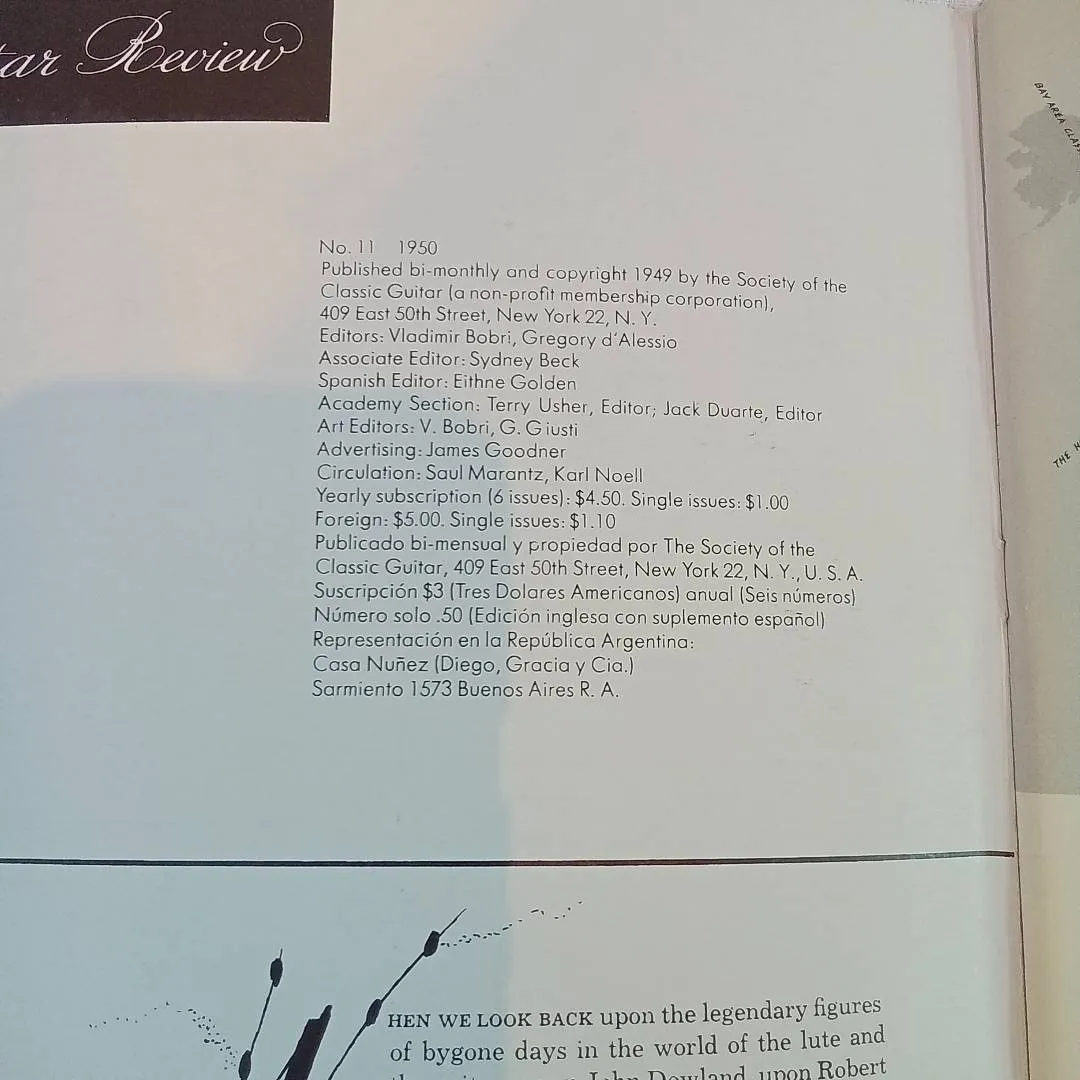 Review
No. 11 1950
Published bi-monthly and copyright 1949 by the Society of the
Classic Guitar (a non-profit membership corporation),
409 East 50th Street, New York 22, N. Y.
Editors: Vladimir Bobri, Gregory d'Alessio
Associate Editor: Sydney Beck
Spanish Editor: Eithne Golden
Academy Section: Terry Usher, Editor; Jack Duarte, Editor
Art Editors: V. Bobri, G. Giusti
Advertising: James Goodner
Circulation: Saul Marantz, Karl Noell
Yearly subscription (6 issues): $4.50. Single issues: $1.00
Foreign: $5.00. Single issues: $1.10
Publicado bi-mensual y propiedad por The Society of the
Classic Guitar, 409 East 50th Street, New York 22, N. Y., U. S. A.
Suscripción $3 (Tres Dolares Americanos) anual (Seis números)
Número solo .50 (Edición inglesa con suplemento español)
Representación en la República Argentina:
Casa Nuñez (Diego, Gracia y Cia.)
Sarmiento 1573 Buenos Aires R. A.
HEN WE LOOK BACK upon the legendary figures
of bygone days in the world of the lute and
John Dowland, upon Robert
BAY AREA
THE